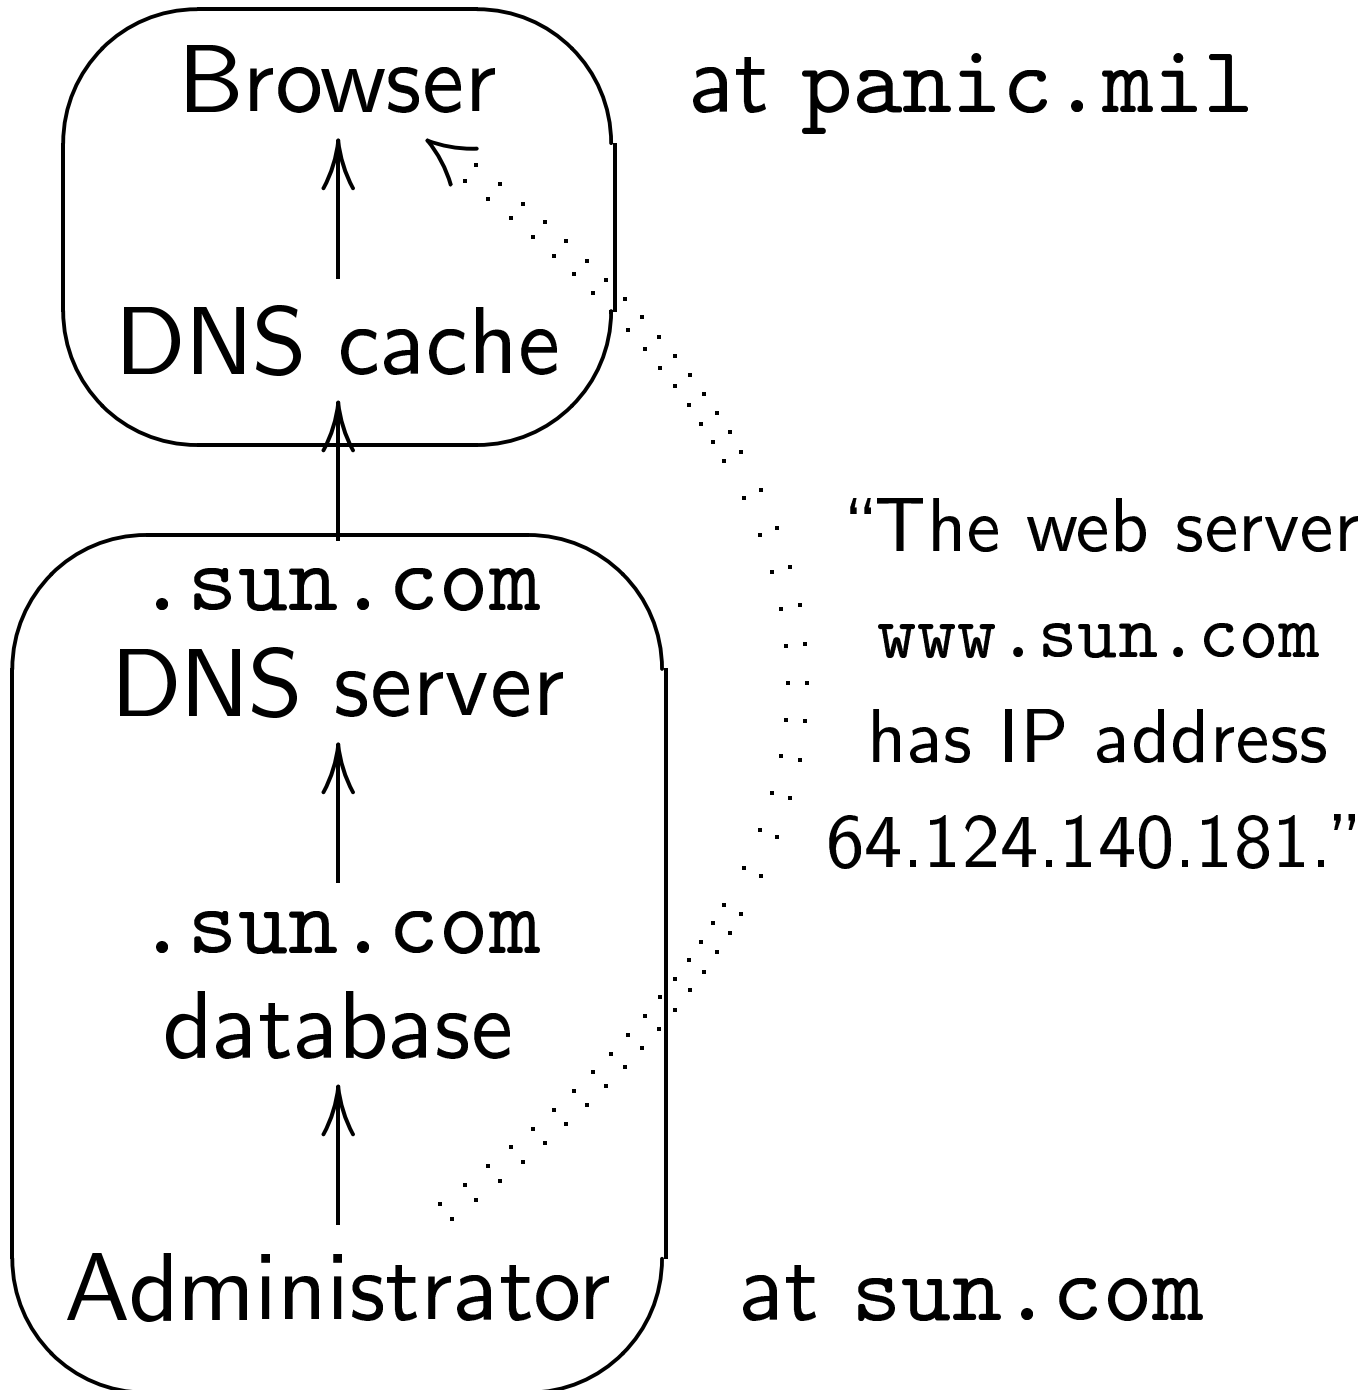 Browser
at panic.mil
DNS cache
“The web server
www.sun.com
has IP address
64.124.140.181.”
.sun.com
DNS server
.sun.com
database
Administrator
at sun.com